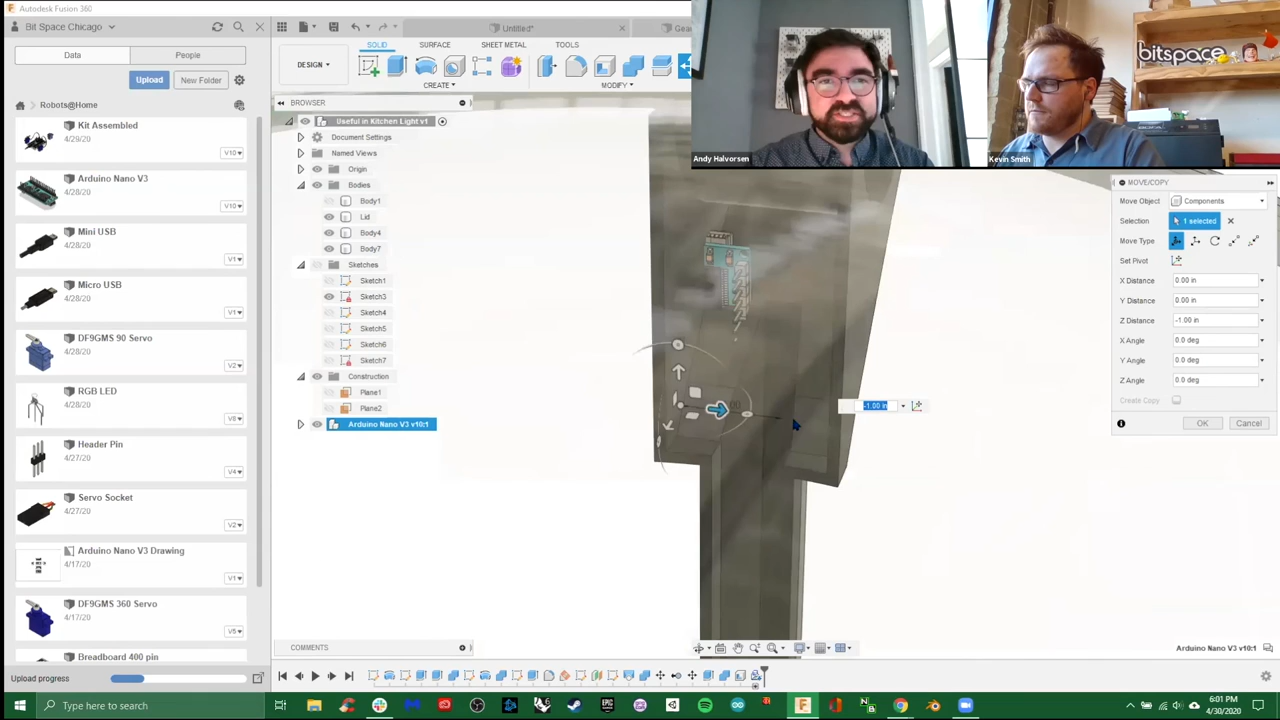 Autodesk Fusion 360
Bit Space Chicago
Untitled*
Gea
Data
People
Upload
New Folder
Robots@Home
Kit Assembled
4/29/20
V10
Arduino Nano V3
4/28/20
V10
Mini USB
4/28/20
V1
Micro USB
4/28/20
V1
DF9GMS 90 Servo
4/28/20
V2
RGB LED
4/27/20
V8
Header Pin
4/27/20
V4
Servo Socket
4/27/20
V2
Arduino Nano V3 Drawing
4/17/20
V1
DF9GMS 360 Servo
4/17/20
V5
Breadboard 400 pin
Upload progress
DESIGN
SOLID
SURFACE
SHEET METAL
TOOLS
CREATE
MODIFY
BROWSER
Useful in Kitchen Light v1
Document Settings
Named Views
Origin
Bodies
Body1
Lid
Body4
Body7
Sketches
Sketch1
Sketch3
Sketch4
Sketch5
Sketch6
Sketch7
Construction
Plane1
Plane2
Arduino Nano V3 v10:1
-1.00 in
COMMENTS
bitspace
Andy Halvorsen
Kevin Smith
MOVE/COPY
Move Object
Components
Selection
1 selected
Move Type
Set Pivot
X Distance
0.00 in
Y Distance
0.00 in
Z Distance
-1.00 in
X Angle
0.0 deg
Y Angle
0.0 deg
Z Angle
0.0 deg
Create Copy
OK
Cancel
Arduino Nano V3 v10:1
Type here to search
6:01 PM
4/30/2020